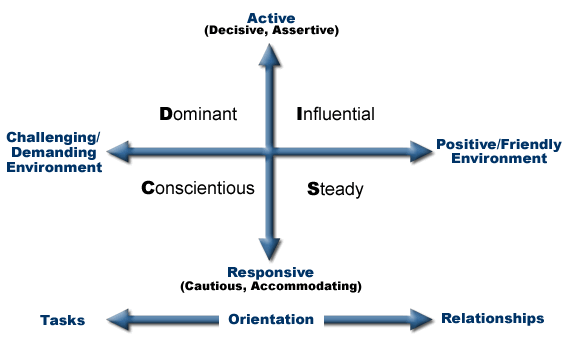 Active
(Decisive, Assertive)
Dominant
Influential
Challenging/
Demanding
Environment
Positive/Friendly
Environment
Conscientious
Steady
Responsive
(Cautious, Accommodating)
Tasks
Orientation
Relationships